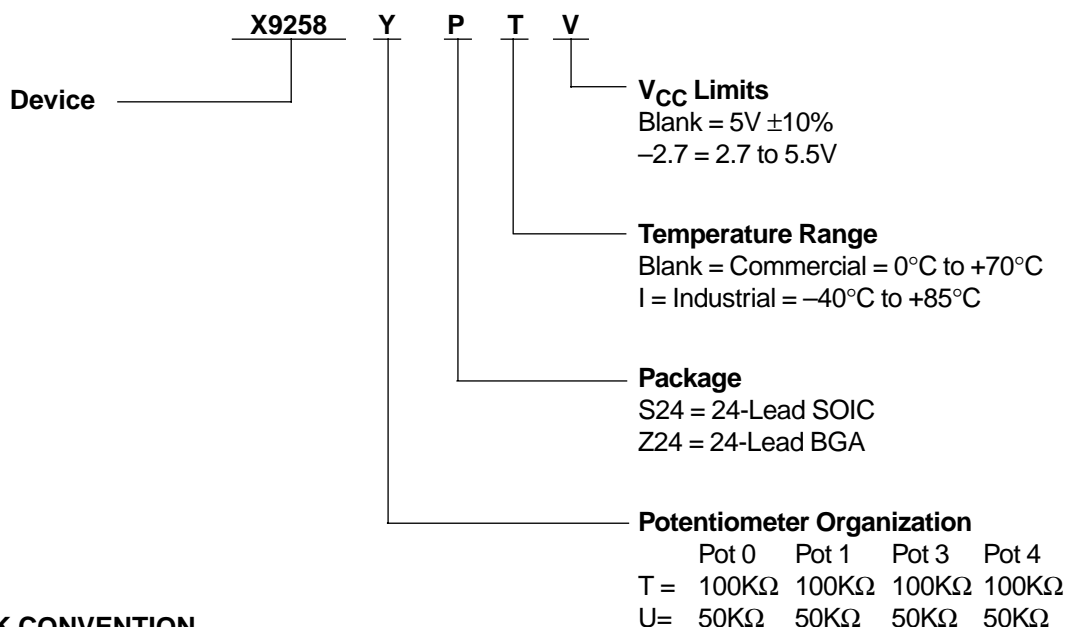 X9258 Y P T V
Device
VCC Limits
Blank = 5V ±10%
–2.7 = 2.7 to 5.5V
Temperature Range
Blank = Commercial = 0°C to +70°C
I = Industrial = –40°C to +85°C
Package
S24 = 24-Lead SOIC
Z24 = 24-Lead BGA
Potentiometer Organization
Pot 0 Pot 1 Pot 3 Pot 4
T = 100KΩ 100KΩ 100KΩ 100KΩ
U= 50KΩ 50KΩ 50KΩ 50KΩ
CONVENTION